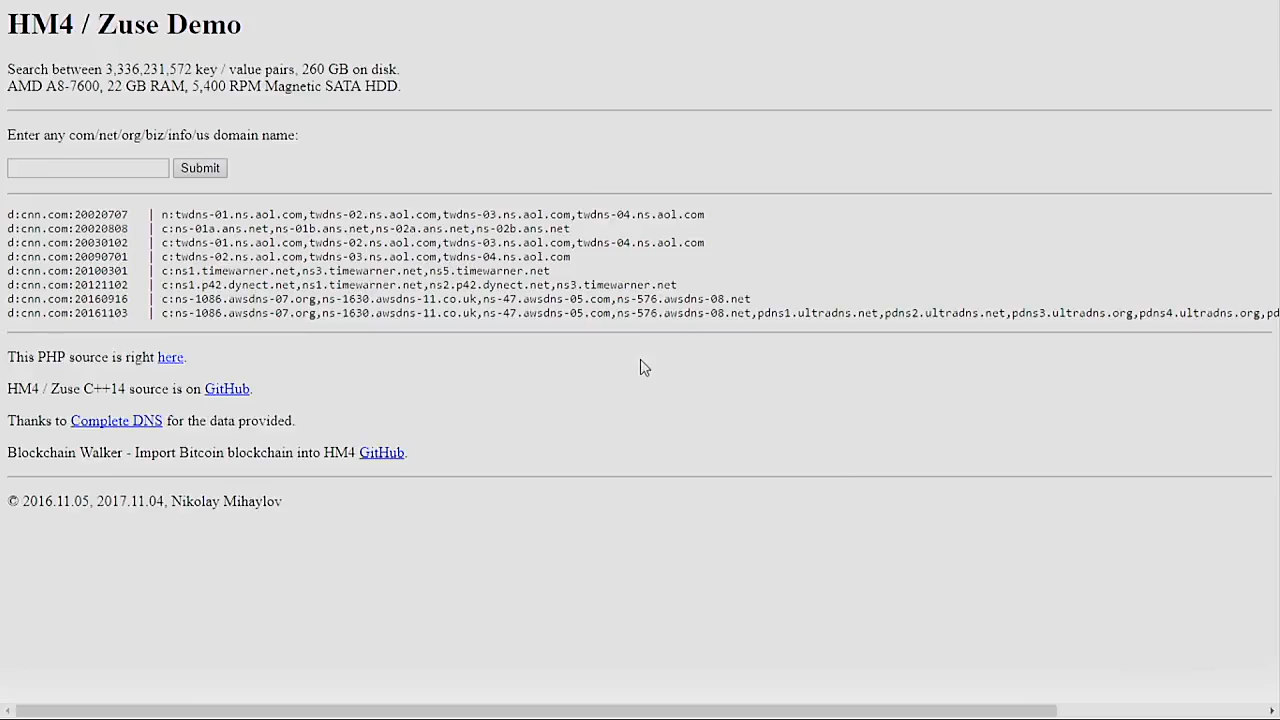 HM4 / Zuse Demo
Search between 3,336,231,572 key / value pairs, 260 GB on disk.
AMD A8-7600, 22 GB RAM, 5,400 RPM Magnetic SATA HDD.
Enter any com/net/org/biz/info/us domain name:
Submit
d:cnn.com:20020707 | n:twdns-01.ns.aol.com,twdns-02.ns.aol.com,twdns-03.ns.aol.com,twdns-04.ns.aol.com
d:cnn.com:20020808 | c:ns-01a.ans.net,ns-01b.ans.net,ns-02a.ans.net,ns-02b.ans.net
d:cnn.com:20030102 | c:twdns-01.ns.aol.com,twdns-02.ns.aol.com,twdns-03.ns.aol.com,twdns-04.ns.aol.com
d:cnn.com:20090701 | c:twdns-02.ns.aol.com,twdns-03.ns.aol.com,twdns-04.ns.aol.com
d:cnn.com:20100301 | c:ns1.timewarner.net,ns3.timewarner.net,ns5.timewarner.net
d:cnn.com:20121102 | c:ns1.p42.dynect.net,ns1.timewarner.net,ns2.p42.dynect.net,ns3.timewarner.net
d:cnn.com:20160916 | c:ns-1086.awsdns-07.org,ns-1630.awsdns-11.co.uk,ns-47.awsdns-05.com,ns-576.awsdns-08.net
d:cnn.com:20161103 | c:ns-1086.awsdns-07.org,ns-1630.awsdns-11.co.uk,ns-47.awsdns-05.com,ns-576.awsdns-08.net,pdns1.ultradns.net,pdns2.ultradns.net,pdns3.ultradns.org,pdns4.ultradns.org,pd
This PHP source is right here.
HM4 / Zuse C++14 source is on GitHub.
Thanks to Complete DNS for the data provided.
Blockchain Walker - Import Bitcoin blockchain into HM4 GitHub.
© 2016.11.05, 2017.11.04, Nikolay Mihaylov